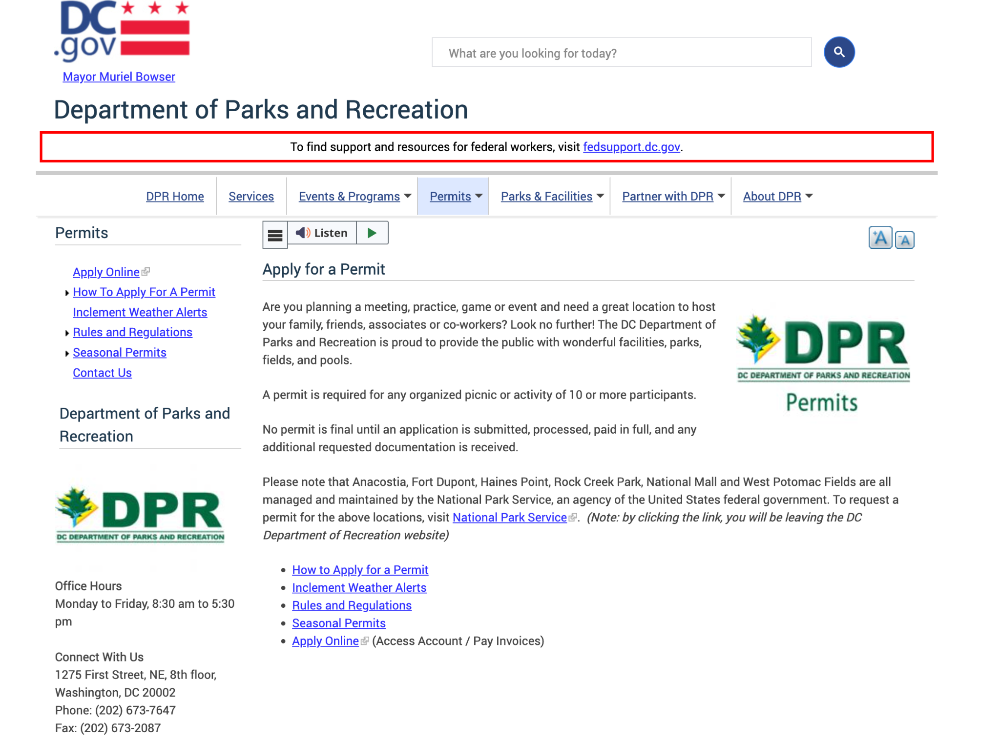 DC
.gov
Mayor Muriel Bowser
What are you looking for today?
Department of Parks and Recreation
To find support and resources for federal workers, visit fedsupport.dc.gov.
DPR Home Services Events & Programs Permits Parks & Facilities Partner with DPR About DPR
Permits
Apply Online
How To Apply For A Permit
Inclement Weather Alerts
Rules and Regulations
Seasonal Permits
Contact Us
Department of Parks and
Recreation
DPR
DC DEPARTMENT OF PARKS AND RECREATION
Office Hours
Monday to Friday, 8:30 am to 5:30
pm
Connect With Us
1275 First Street, NE, 8th floor,
Washington, DC 20002
Phone: (202) 673-7647
Fax: (202) 673-2087
Listen
+A -A
Apply for a Permit
Are you planning a meeting, practice, game or event and need a great location to host
your family, friends, associates or co-workers? Look no further! The DC Department of
Parks and Recreation is proud to provide the public with wonderful facilities, parks,
fields, and pools.
DPR
DC DEPARTMENT OF PARKS AND RECREATION
Permits
A permit is required for any organized picnic or activity of 10 or more participants.
No permit is final until an application is submitted, processed, paid in full, and any
additional requested documentation is received.
Please note that Anacostia, Fort Dupont, Haines Point, Rock Creek Park, National Mall and West Potomac Fields are all
managed and maintained by the National Park Service, an agency of the United States federal government. To request a
permit for the above locations, visit National Park Service. (Note: by clicking the link, you will be leaving the DC
Department of Recreation website)
How to Apply for a Permit
Inclement Weather Alerts
Rules and Regulations
Seasonal Permits
Apply Online (Access Account / Pay Invoices)